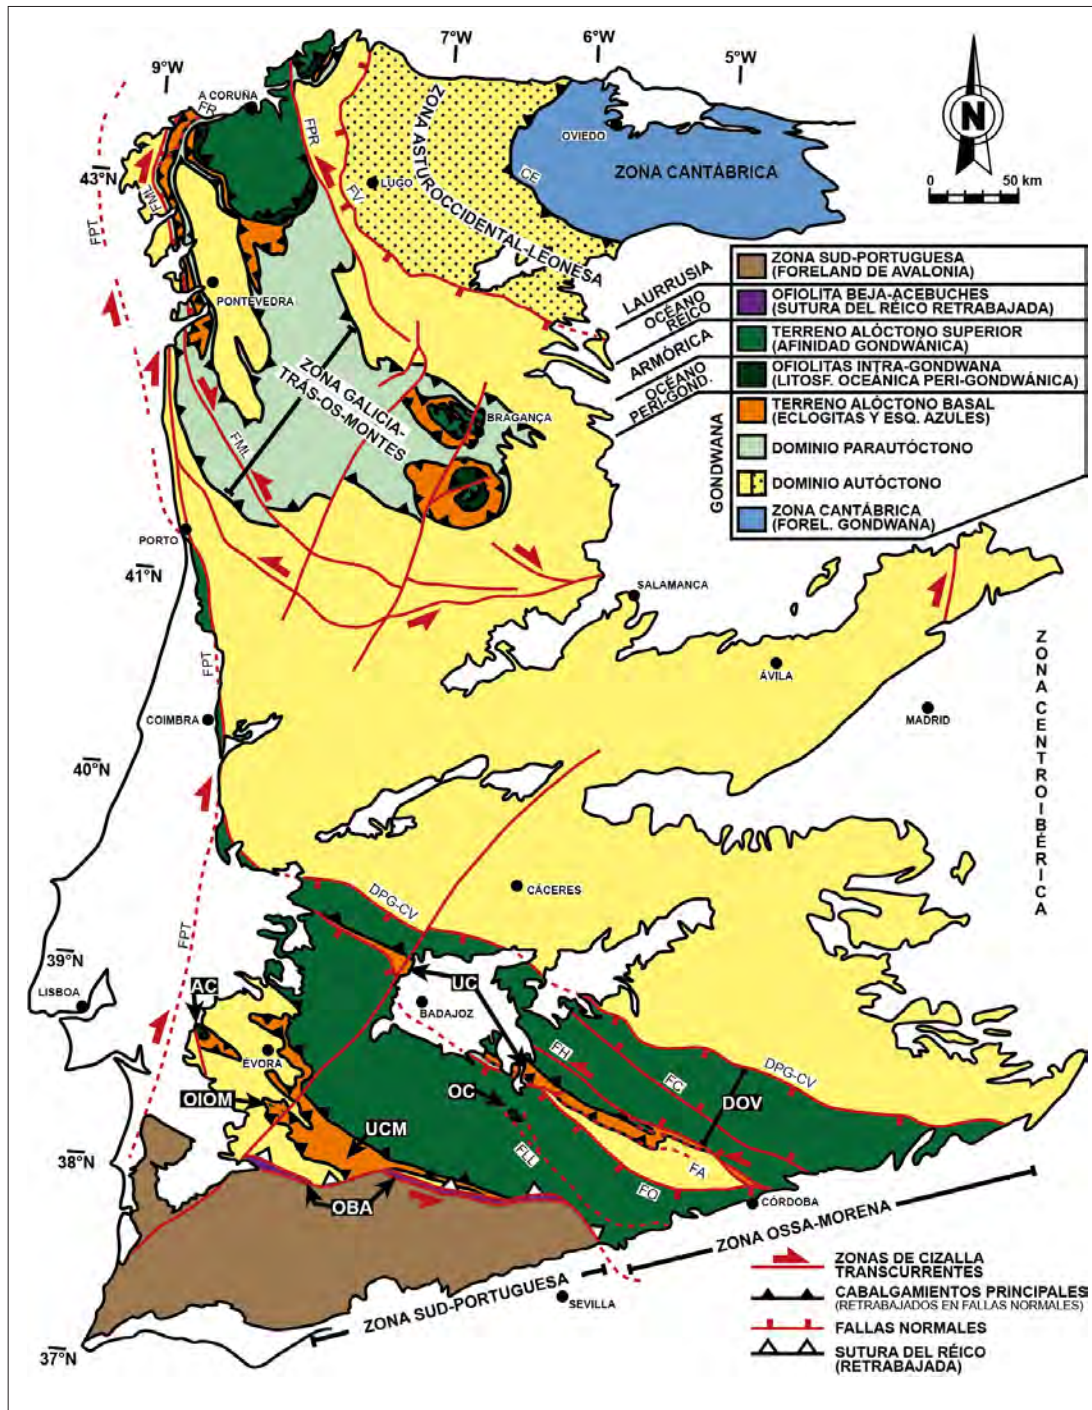 9°W
7°W
6°W
5°W
N
0
50 km
A CORUÑA
FR
FPR
FV
LUGO
ZONA ASTUROCCIDENTAL-LEONESA
OVIEDO
CE
ZONA CANTÁBRICA
43°N
FML
FPT
PONTEVEDRA
ZONA GALICIA-
TRÁS-OS-MONTES
BRAGANÇA
FML
PORTO
41°N
LAURRUSIA
OCÉANO
REICO
ARMÓRICA
OCÉANO
PERI-GOND.
GONDWANA
ZONA SUD-PORTUGUESA
(FORELAND DE AVALONIA)
OFIOLITA BEJA-ACEBUCHES
(SUTURA DEL RÉICO RETRABAJADA)
TERRENO ALÓCTONO SUPERIOR
(AFINIDAD GONDWÁNICA)
OFIOLITAS INTRA-GONDWANA
(LITOSF. OCEÁNICA PERI-GONDWÁNICA)
TERRENO ALÓCTONO BASAL
(ECLOGITAS Y ESQ. AZULES)
DOMINIO PARAUTÓCTONO
DOMINIO AUTÓCTONO
ZONA CANTÁBRICA
(FOREL. GONDWANA)
SALAMANCA
ÁVILA
MADRID
ZONA CENTROIBÉRICA
FPT
COIMBRA
40°N
CÁCERES
DPG-CV
FPT
39°N
LISBOA
AC
UC
BADAJOZ
ÉVORA
FH
FC
DPG-CV
OIOM
OC
DOV
UCM
FLL
FA
FO
38°N
OBA
CÓRDOBA
ZONA OSSA-MORENA
ZONA SUD-PORTUGUESA
SEVILLA
37°N
ZONAS DE CIZALLA
TRANSCURRENTES
CABALGAMIENTOS PRINCIPALES
(RETRABAJADOS EN FALLAS NORMALES)
FALLAS NORMALES
SUTURA DEL RÉICO
(RETRABAJADA)